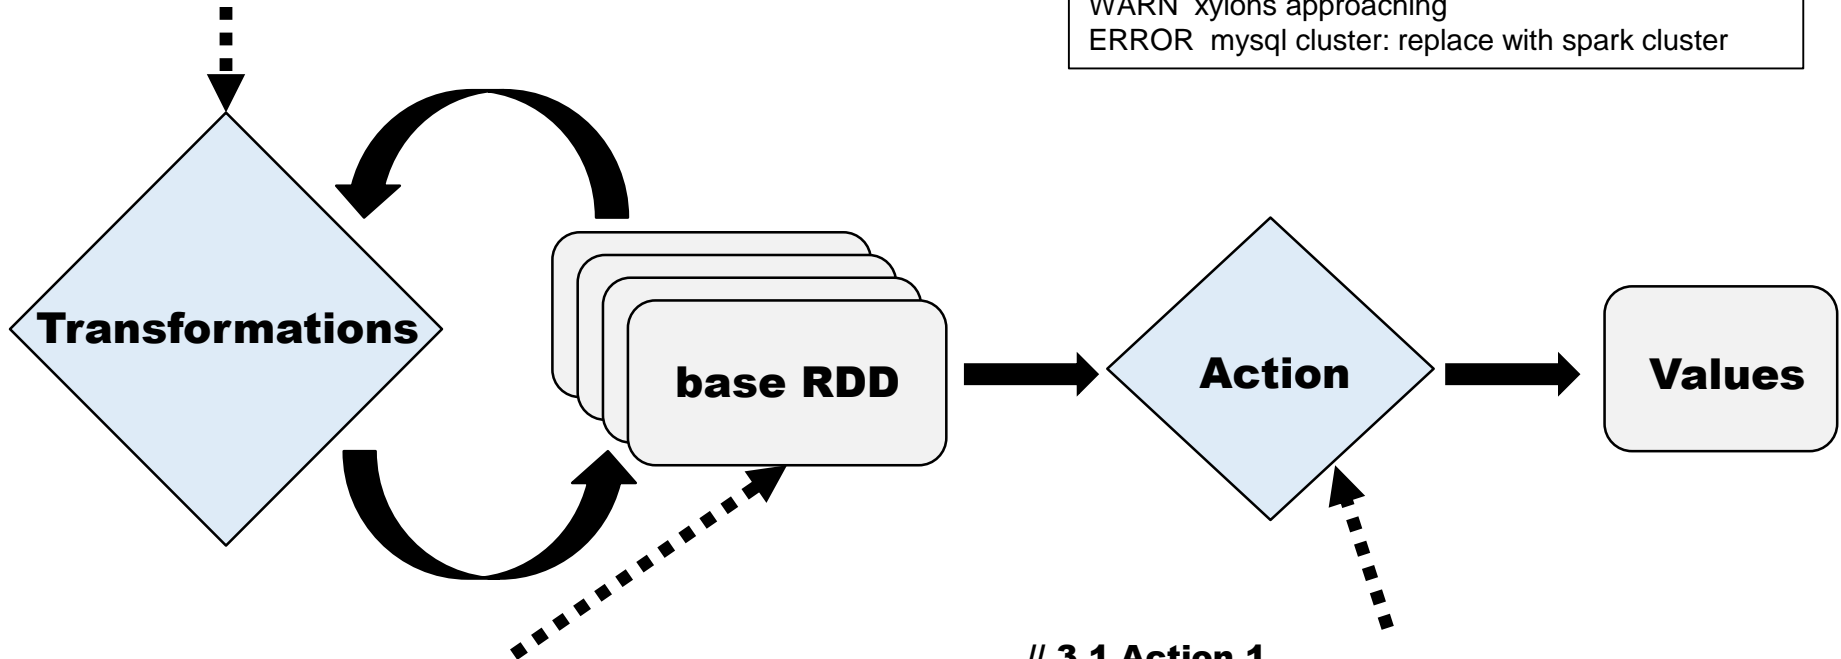 WARN xylons approaching
ERROR mysql cluster: replace with spark cluster
Transformations
base RDD
Action
Values
// 3.1 Action 1